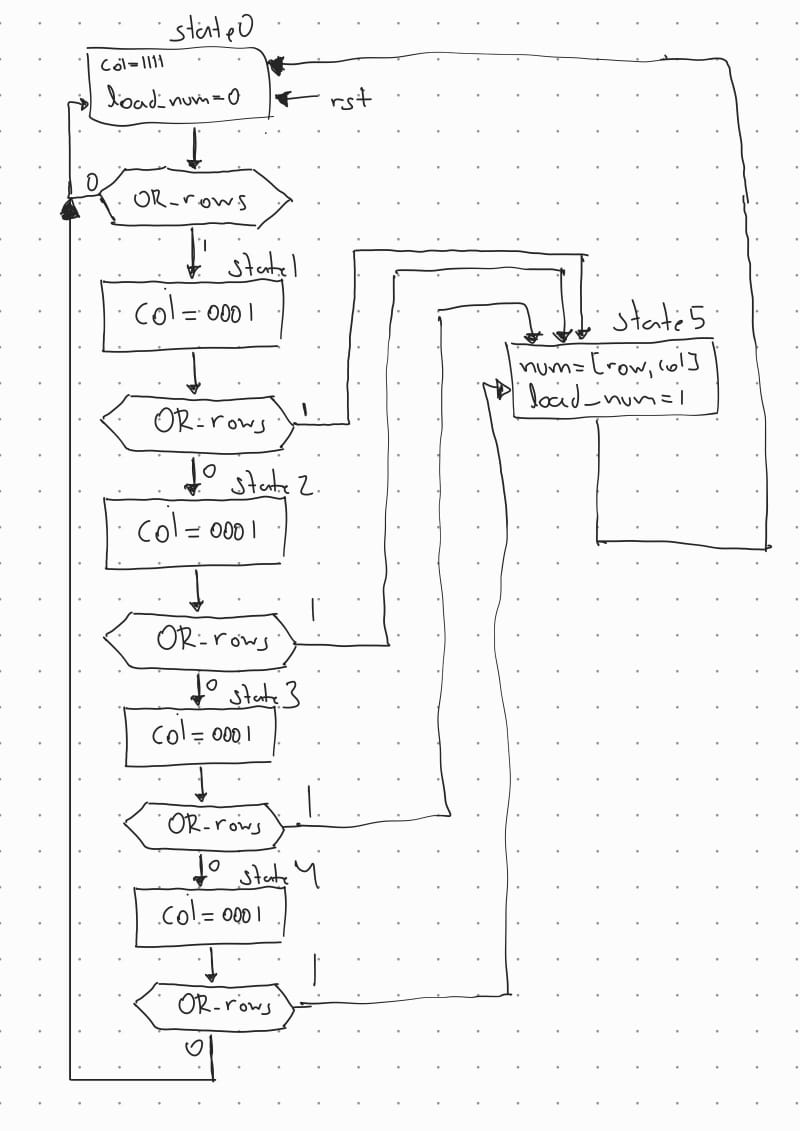 state0
Col=1111
load_num=0
rst
0
OR_rows
1
state1
Col=0001
state5
num=[row,col]
load_num=1
OR_rows
1
0
state2
Col=0001
1
OR_rows
0
state3
Col=0001
1
OR_rows
0
state4
Col=0001
1
OR_rows
0